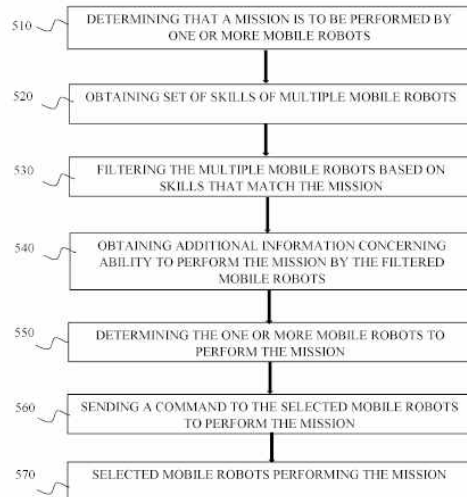 510
DETERMINING THAT A MISSION IS TO BE PERFORMED BY
ONE OR MORE MOBILE ROBOTS
520
OBTAINING SET OF SKILLS OF MULTIPLE MOBILE ROBOTS
530
FILTERING THE MULTIPLE MOBILE ROBOTS BASED ON
SKILLS THAT MATCH THE MISSION
540
OBTAINING ADDITIONAL INFORMATION CONCERNING
ABILITY TO PERFORM THE MISSION BY THE FILTERED
MOBILE ROBOTS
550
DETERMINING THE ONE OR MORE MOBILE ROBOTS TO
PERFORM THE MISSION
560
SENDING A COMMAND TO THE SELECTED MOBILE ROBOTS
TO PERFORM THE MISSION
570
SELECTED MOBILE ROBOTS PERFORMING THE MISSION